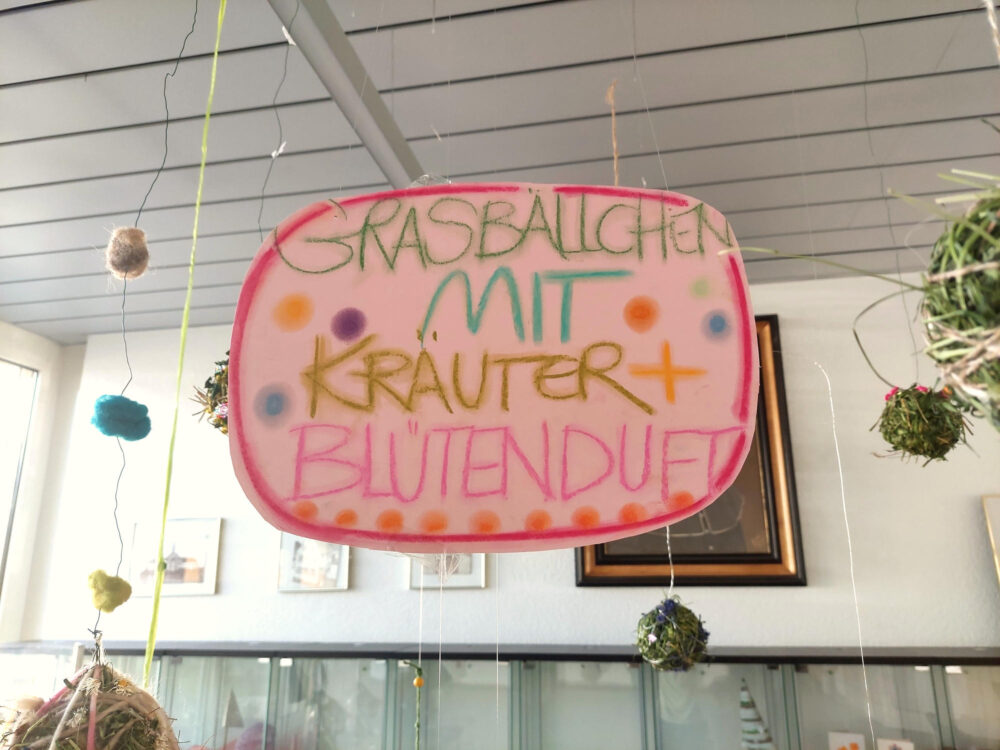 GRASBÄLLCHEN
MIT
KRÄUTER+
BLÜTENDUFT